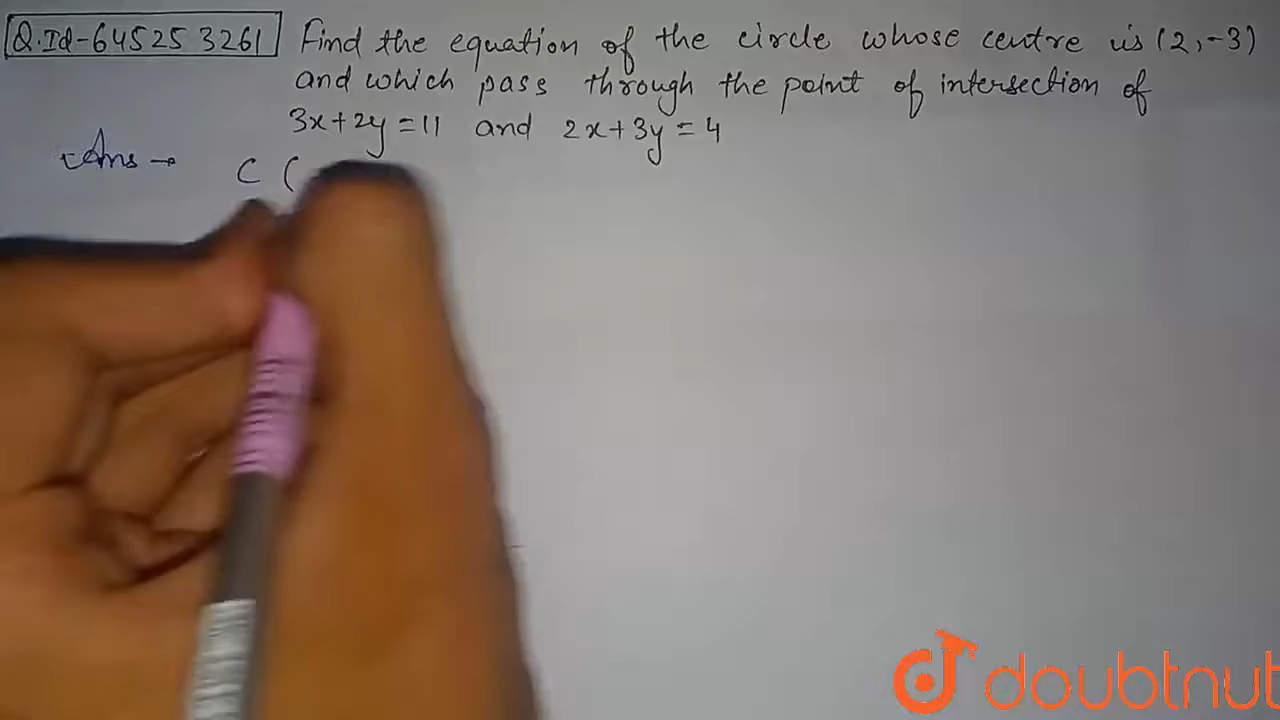 Q.Id-645253261 Find the equation of the circle whose centre is (2,-3)
and which pass through the point of intersection of
3x+2y=11 and 2x+3y=4
Ans → C (
doubtnut